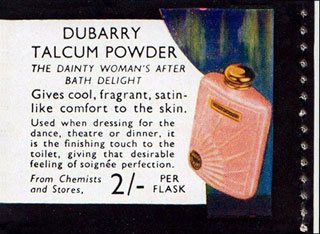 DUBARRY
TALCUM POWDER
THE DAINTY WOMAN'S AFTER
BATH DELIGHT
Gives cool, fragrant, satin-
like comfort to the skin.
Used when dressing for the
dance, theatre or dinner, it
is the finishing touch to the
toilet, giving that desirable
feeling of soignée perfection.
From Chemists
and Stores, 2/- PER
FLASK